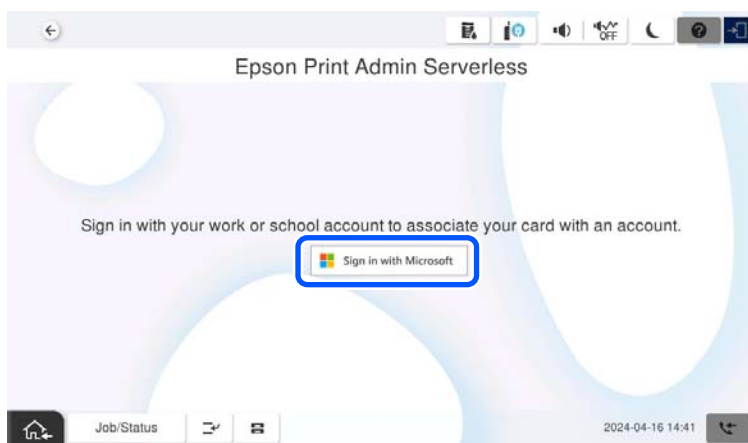 OFF
Epson Print Admin Serverless
Sign in with your work or school account to associate your card with an account.
Sign in with Microsoft
Job/Status
2024-04-16 14:41